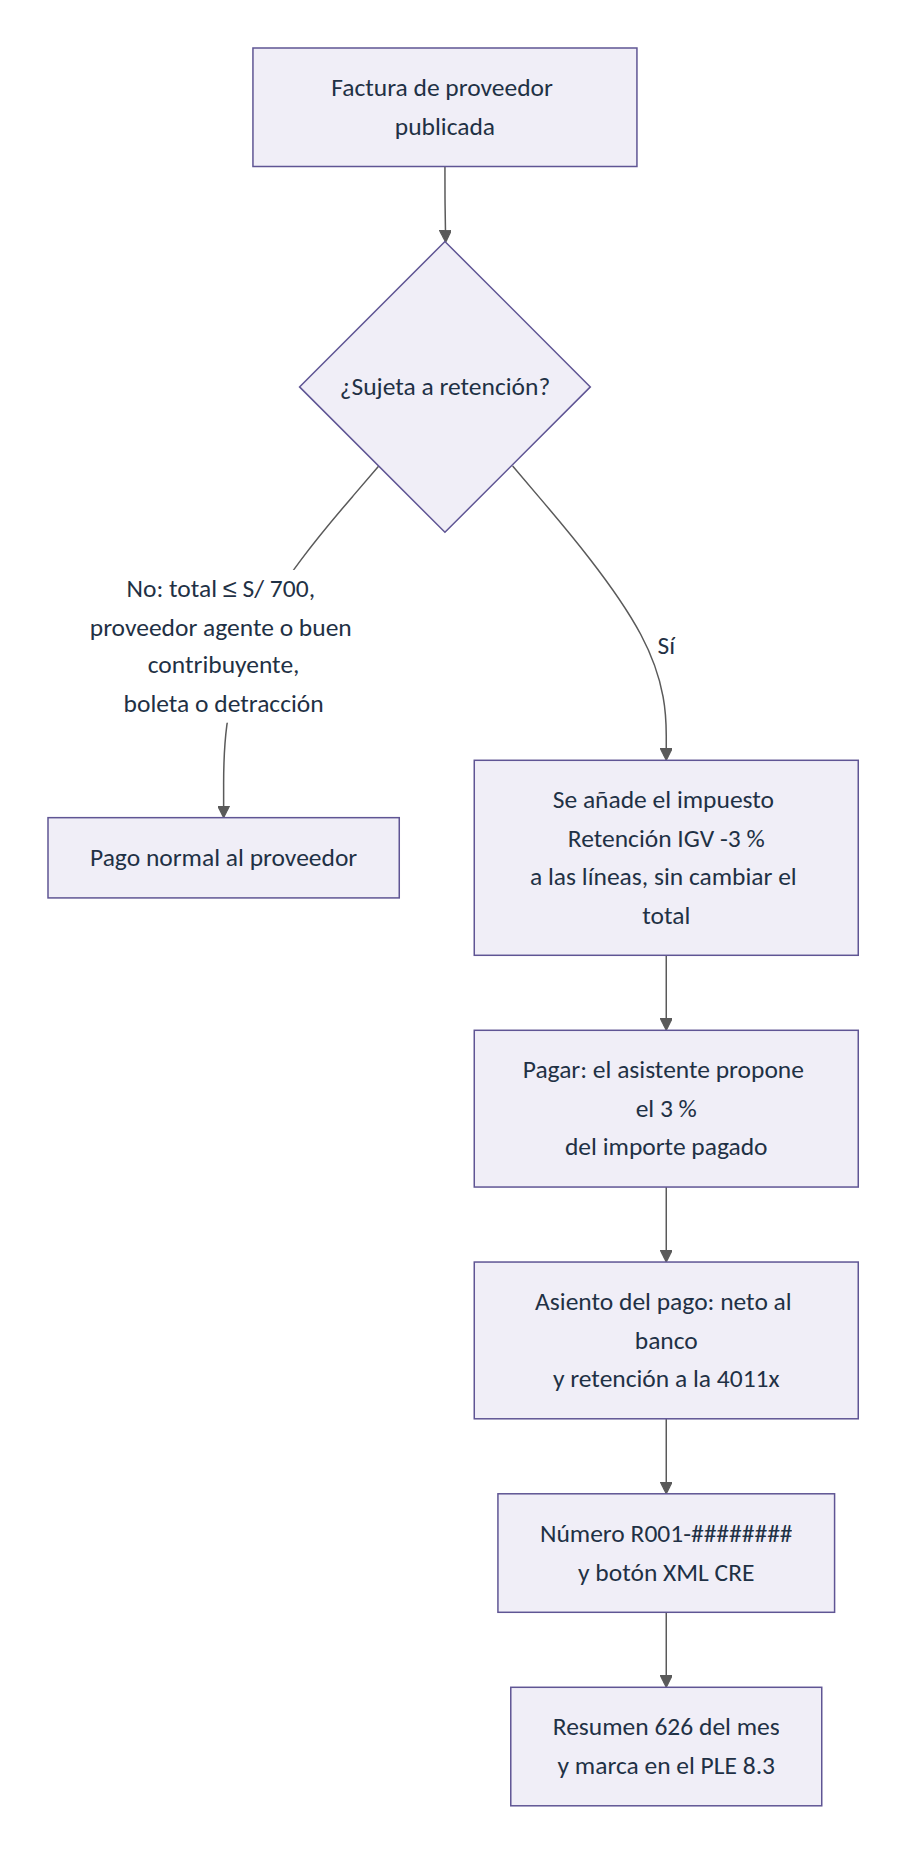 Factura de proveedor
publicada
¿Sujeta a retención?
No: total ≤ S/ 700,
proveedor agente o buen
contribuyente,
boleta o detracción
Sí
Pago normal al proveedor
Se añade el impuesto
Retención IGV -3 %
a las líneas, sin cambiar el
total
Pagar: el asistente propone
el 3 %
del importe pagado
Asiento del pago: neto al
banco
y retención a la 4011x
Número R001-########
y botón XML CRE
Resumen 626 del mes
y marca en el PLE 8.3